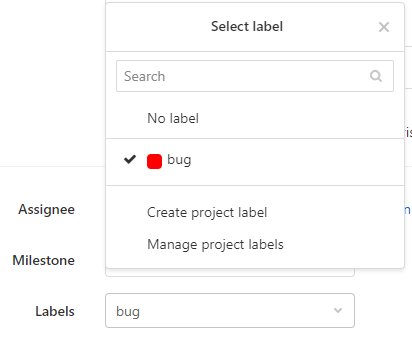 Select label
Search
No label
bug
Create project label
Manage project labels
Assignee
Milestone
Labels
bug